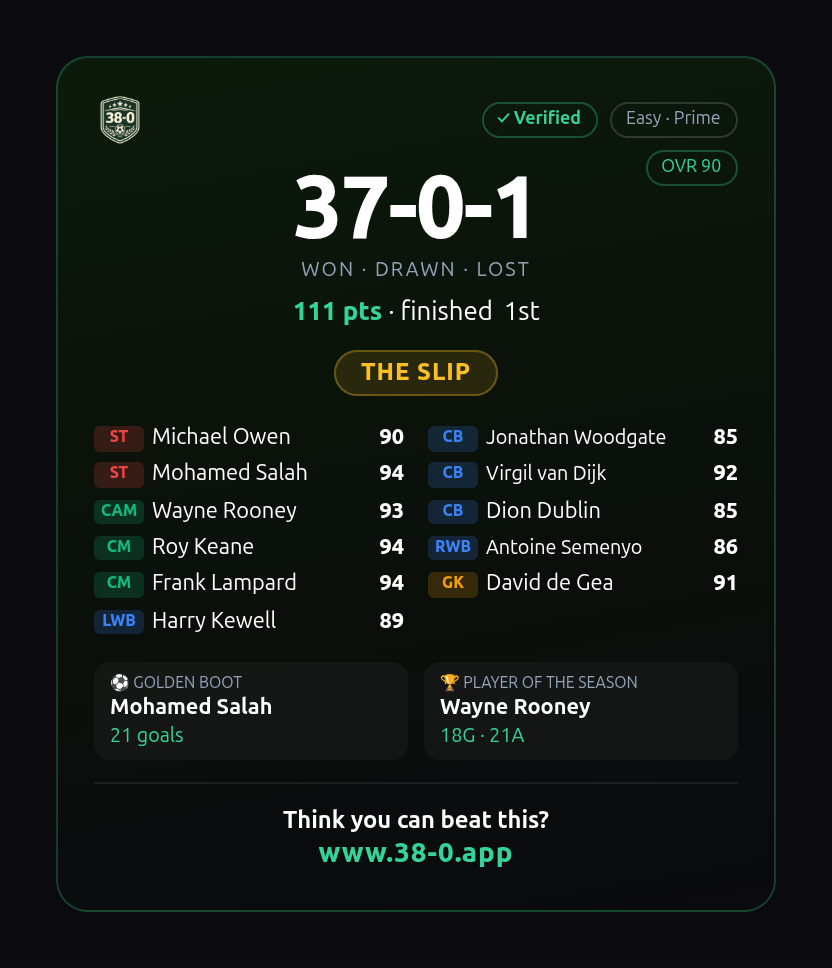 38-0
✓ Verified
Easy · Prime
OVR 90
37-0-1
WON · DRAWN · LOST
111 pts · finished 1st
THE SLIP
ST Michael Owen 90
ST Mohamed Salah 94
CAM Wayne Rooney 93
CM Roy Keane 94
CM Frank Lampard 94
LWB Harry Kewell 89
CB Jonathan Woodgate 85
CB Virgil van Dijk 92
CB Dion Dublin 85
RWB Antoine Semenyo 86
GK David de Gea 91
⚽ GOLDEN BOOT
Mohamed Salah
21 goals
🏆 PLAYER OF THE SEASON
Wayne Rooney
18G · 21A
Think you can beat this?
www.38-0.app